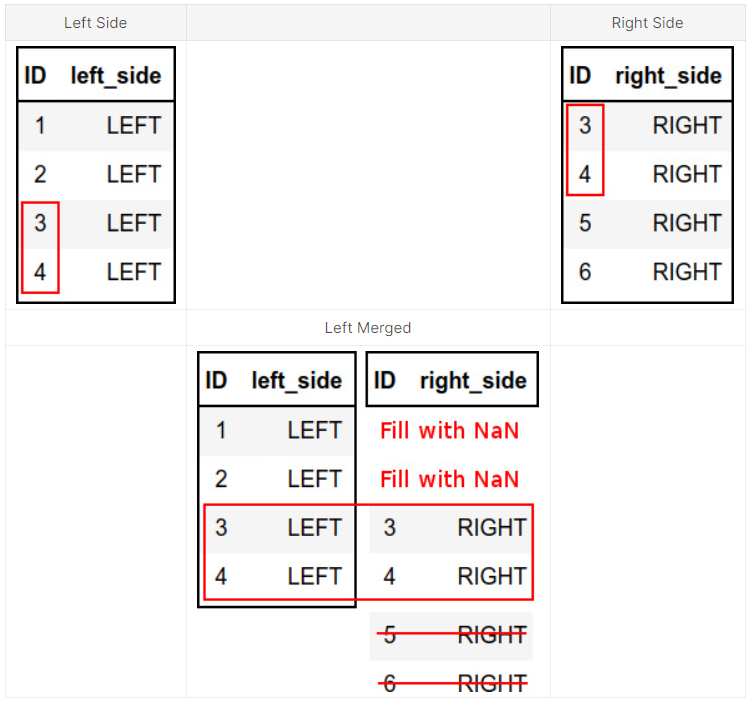 Left Side Right Side
ID left_side ID right_side
1 LEFT 3 RIGHT
2 LEFT 4 RIGHT
3 LEFT 5 RIGHT
4 LEFT 6 RIGHT
Left Merged
ID left_side ID right_side
1 LEFT Fill with NaN
2 LEFT Fill with NaN
3 LEFT 3 RIGHT
4 LEFT 4 RIGHT
5 RIGHT
6 RIGHT